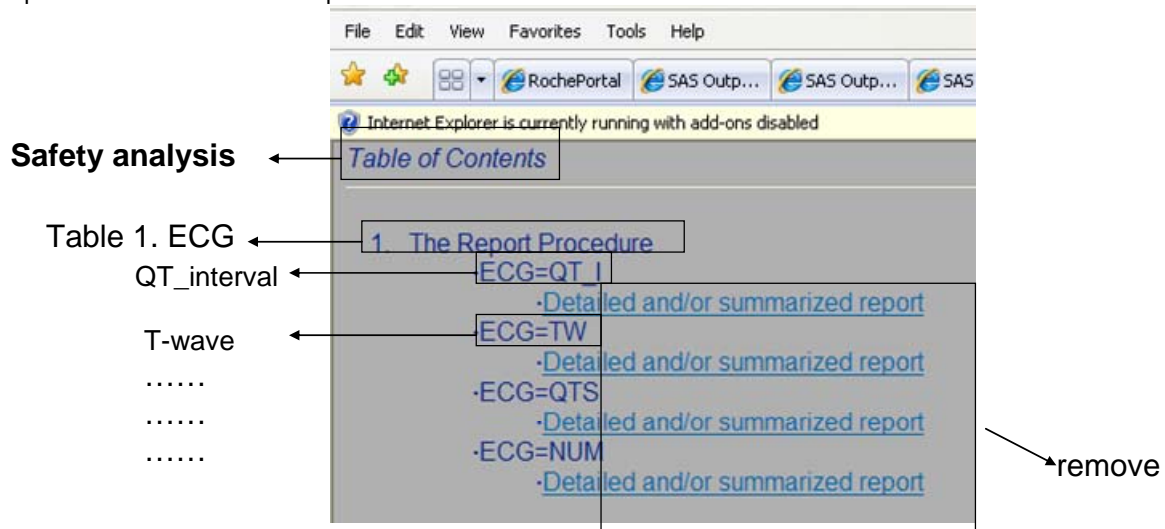 File Edit View Favorites Tools Help
RochePortal SAS Outp... SAS Outp... SAS
Internet Explorer is currently running with add-ons disabled
Safety analysis
Table of Contents
Table 1. ECG
1. The Report Procedure
QT_interval
·ECG=QT_I
·Detailed and/or summarized report
T-wave
·ECG=TW
·Detailed and/or summarized report
......
·ECG=QTS
......
·Detailed and/or summarized report
......
·ECG=NUM
remove
·Detailed and/or summarized report